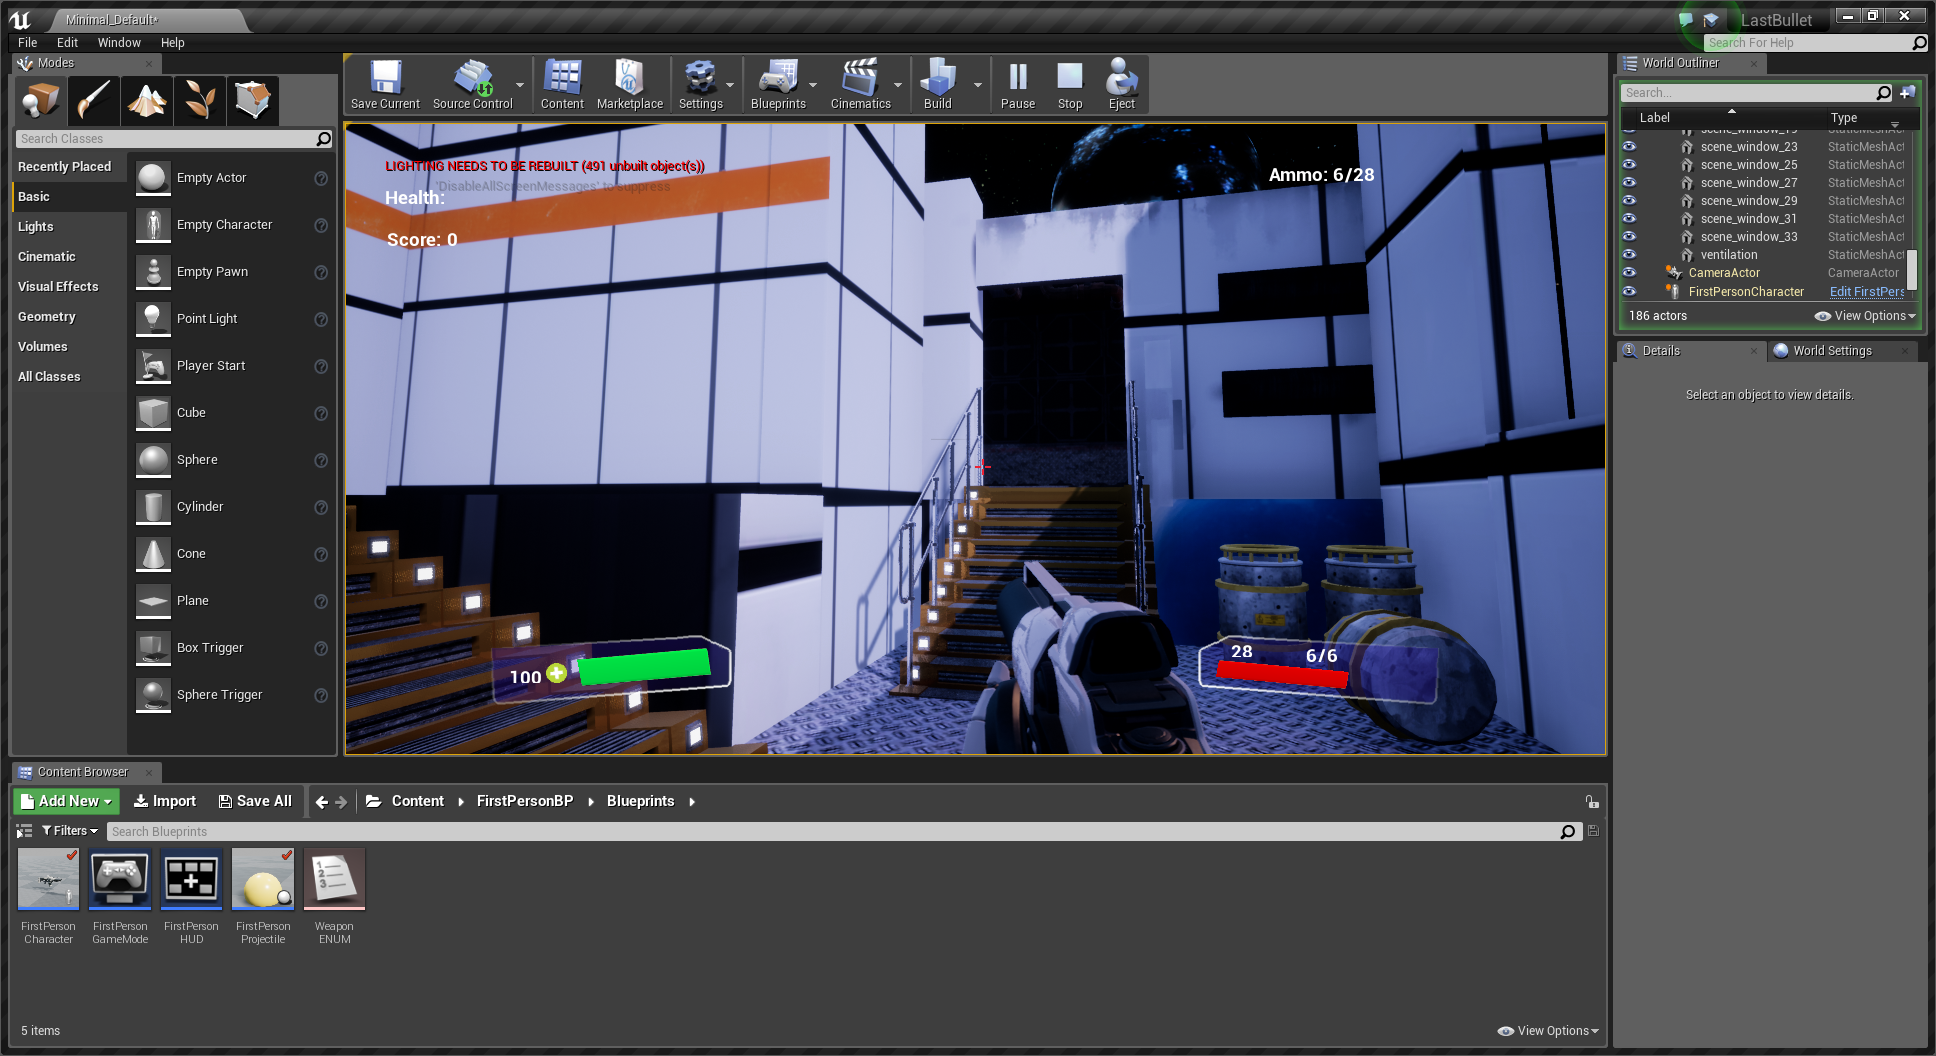 Minimal_Default*
LastBullet
File Edit Window Help
Search For Help
Modes
Search Classes
Recently Placed
Basic
Lights
Cinematic
Visual Effects
Geometry
Volumes
All Classes
Empty Actor
Empty Character
Empty Pawn
Point Light
Player Start
Cube
Sphere
Cylinder
Cone
Plane
Box Trigger
Sphere Trigger
Save Current
Source Control
Content
Marketplace
Settings
Blueprints
Cinematics
Build
Pause
Stop
Eject
LIGHTING NEEDS TO BE REBUILT (491 unbuilt object(s))
'DisableAllScreenMessages' to suppress
Health:
Score: 0
Ammo: 6/28
100
28
6/6
World Outliner
Search...
Label Type
scene_window_19 StaticMeshAct
scene_window_23 StaticMeshAct
scene_window_25 StaticMeshAct
scene_window_27 StaticMeshAct
scene_window_29 StaticMeshAct
scene_window_31 StaticMeshAct
scene_window_33 StaticMeshAct
ventilation StaticMeshAct
CameraActor CameraActor
FirstPersonCharacter Edit FirstPers
186 actors
View Options
Details
World Settings
Select an object to view details.
Content Browser
Add New
Import
Save All
Content
FirstPersonBP
Blueprints
Filters
Search Blueprints
FirstPerson
Character
FirstPerson
GameMode
FirstPerson
HUD
FirstPerson
Projectile
Weapon
ENUM
1
2
3
5 items
View Options